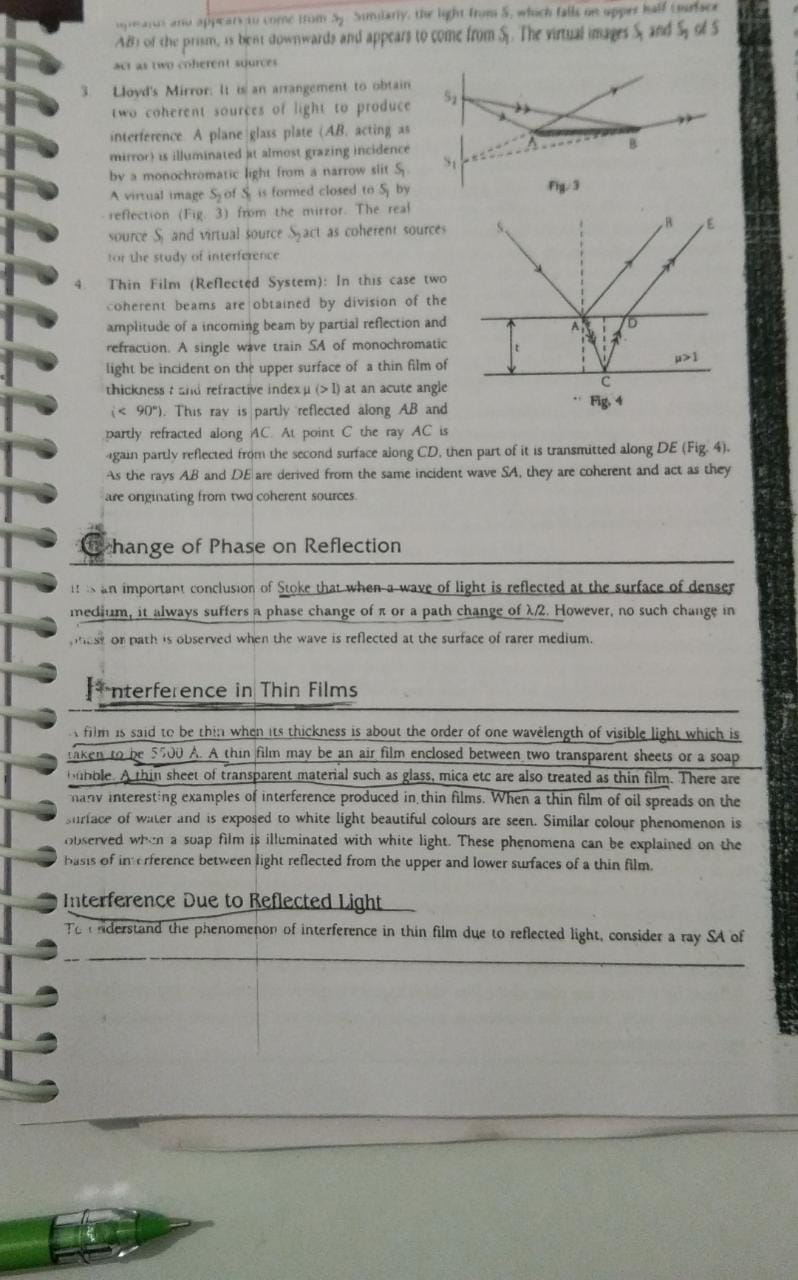 and appears to come from S₂. Similarly, the light from S, which falls on upper half (surface
AB) of the prism, is bent downwards and appears to come from S₁. The virtual images S₁ and S₂ of S
act as two coherent sources
3. Lloyd's Mirror: It is an arrangement to obtain
two coherent sources of light to produce
interference. A plane glass plate (AB, acting as
mirror) is illuminated at almost grazing incidence
by a monochromatic light from a narrow slit S₁.
A virtual image S₂ of S₁ is formed closed to S₁ by
reflection (Fig. 3) from the mirror. The real
source S₁ and virtual source S₂ act as coherent sources
for the study of interference
S₂
S₁
A
B
Fig. 3
4. Thin Film (Reflected System): In this case two
coherent beams are obtained by division of the
amplitude of a incoming beam by partial reflection and
refraction. A single wave train SA of monochromatic
light be incident on the upper surface of a thin film of
thickness t and refractive index μ (> 1) at an acute angle
(< 90°). This ray is partly reflected along AB and
partly refracted along AC. At point C the ray AC is
again partly reflected from the second surface along CD, then part of it is transmitted along DE (Fig. 4).
As the rays AB and DE are derived from the same incident wave SA, they are coherent and act as they
are originating from two coherent sources.
S
B
E
A
D
t
μ>1
C
Fig. 4
Change of Phase on Reflection
It is an important conclusion of Stoke that when a wave of light is reflected at the surface of denser
medium, it always suffers a phase change of π or a path change of λ/2. However, no such change in
phase or path is observed when the wave is reflected at the surface of rarer medium.
Interference in Thin Films
A film is said to be thin when its thickness is about the order of one wavelength of visible light which is
taken to be 5500 Å. A thin film may be an air film enclosed between two transparent sheets or a soap
bubble. A thin sheet of transparent material such as glass, mica etc are also treated as thin film. There are
many interesting examples of interference produced in thin films. When a thin film of oil spreads on the
surface of water and is exposed to white light beautiful colours are seen. Similar colour phenomenon is
observed when a soap film is illuminated with white light. These phenomena can be explained on the
basis of interference between light reflected from the upper and lower surfaces of a thin film.
Interference Due to Reflected Light
To understand the phenomenon of interference in thin film due to reflected light, consider a ray SA of